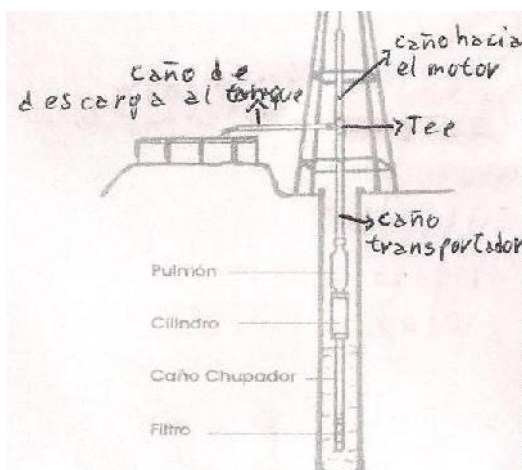 caño hacia
el motor
caño de
descarga al tanque
Tee
caño
transportador
Pulmón
Cilindro
Caño Chupador
Filtro